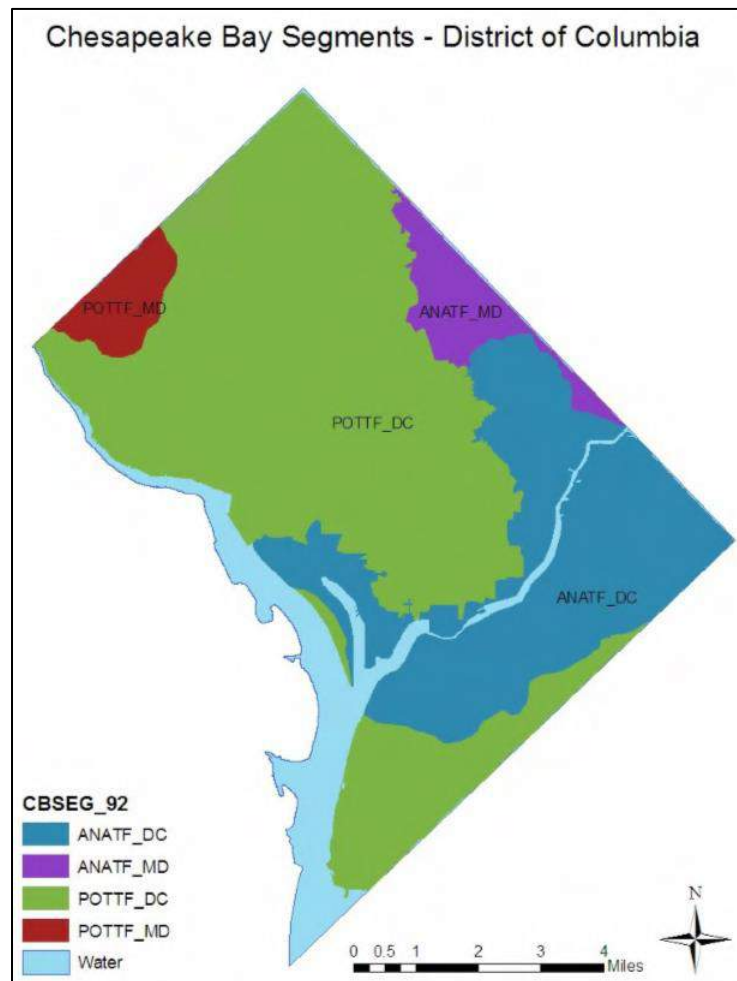 Chesapeake Bay Segments - District of Columbia
POTTF_MD
ANATF_MD
POTTF_DC
ANATF_DC
CBSEG_92
ANATF_DC
ANATF_MD
POTTF_DC
POTTF_MD
Water
N
0 0.5 1 2 3 4
Miles